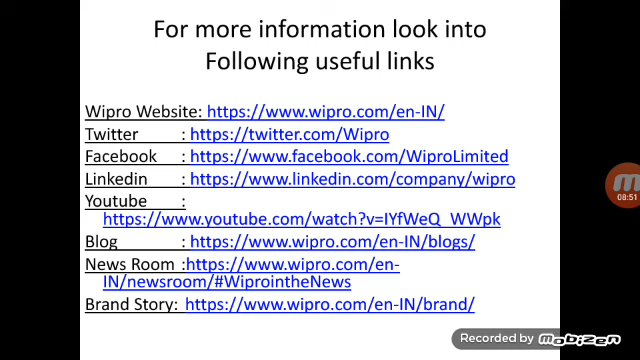 For more information look into
Following useful links
Wipro Website: https://www.wipro.com/en-IN/
Twitter : https://twitter.com/Wipro
Facebook : https://www.facebook.com/WiproLimited
Linkedin : https://www.linkedin.com/company/wipro
Youtube :
https://www.youtube.com/watch?v=IYfWeQ_WWpk
Blog : https://www.wipro.com/en-IN/blogs/
News Room :https://www.wipro.com/en-
IN/newsroom/#WiprointheNews
Brand Story: https://www.wipro.com/en-IN/brand/
M
08:51
Recorded by MOBIZEN